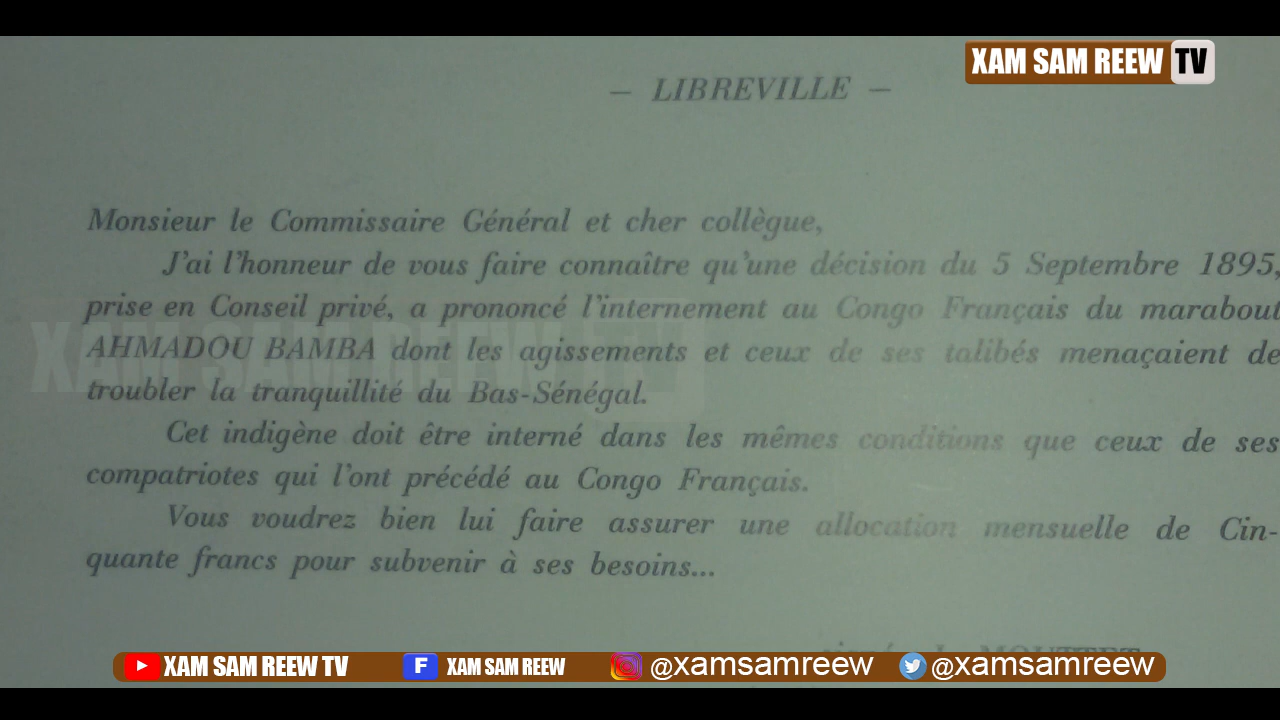 XAM SAM REEW TV
– LIBREVILLE –
Monsieur le Commissaire Général et cher collègue,
J'ai l'honneur de vous faire connaître qu'une décision du 5 Septembre 1895,
prise en Conseil privé, a prononcé l'internement au Congo Français du marabout
AHMADOU BAMBA dont les agissements et ceux de ses talibés menaçaient de
troubler la tranquillité du Bas-Sénégal.
Cet indigène doit être interné dans les mêmes conditions que ceux de ses
compatriotes qui l'ont précédé au Congo Français.
Vous voudrez bien lui faire assurer une allocation mensuelle de Cin-
quante francs pour subvenir à ses besoins...
XAM SAM REEW TV
XAM SAM REEW TV
XAM SAM REEW
@xamsamreew
@xamsamreew